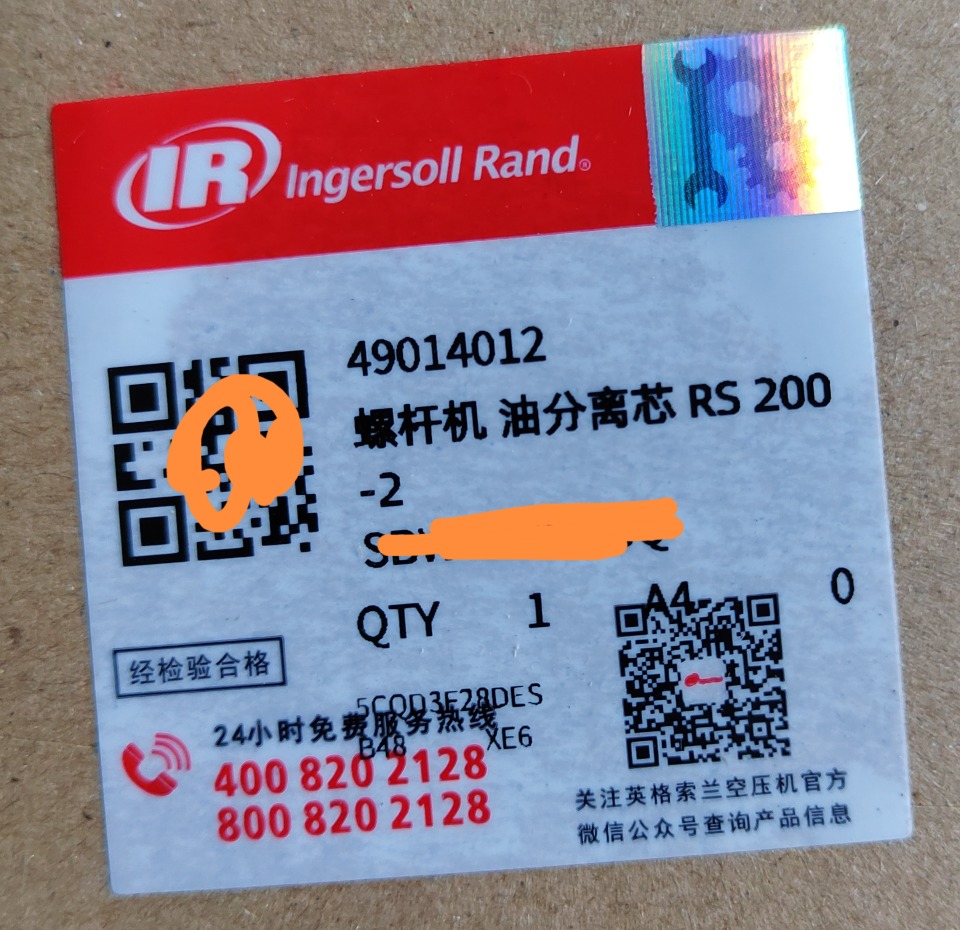 IR Ingersoll Rand®
49014012
螺杆机 油分离芯 RS 200
-2
QTY 1 A4 0
经检验合格
5CQD3E28DES
B48 XE6
24小时免费服务热线
400 820 2128
800 820 2128
关注英格索兰空压机官方
微信公众号查询产品信息